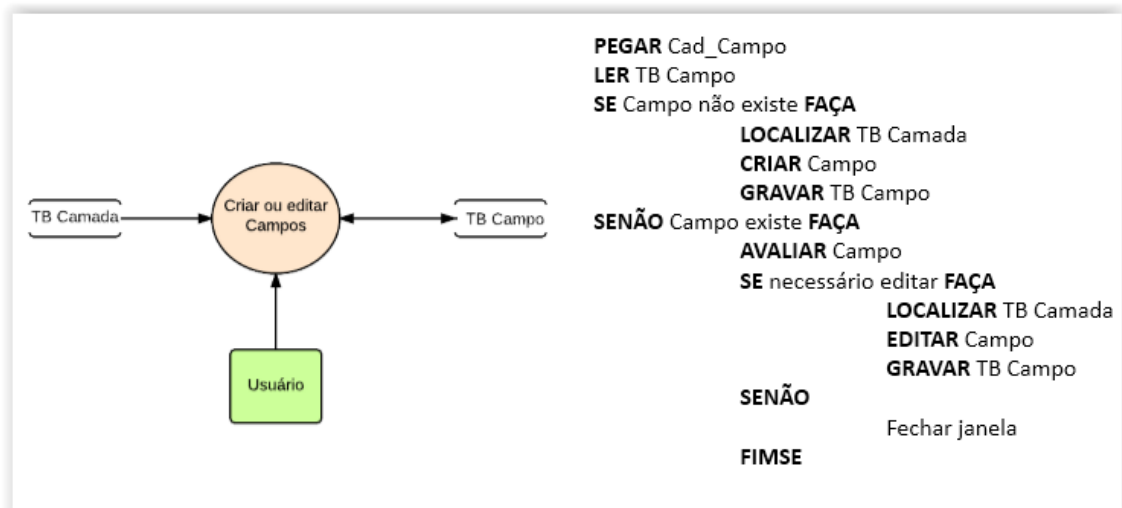 PEGAR Cad_Campo
LER TB Campo
SE Campo não existe FAÇA
LOCALIZAR TB Camada
CRIAR Campo
GRAVAR TB Campo
SENÃO Campo existe FAÇA
AVALIAR Campo
SE necessário editar FAÇA
LOCALIZAR TB Camada
EDITAR Campo
GRAVAR TB Campo
SENÃO
Fechar janela
FIMSE
TB Camada
Criar ou editar
Campos
TB Campo
Usuário